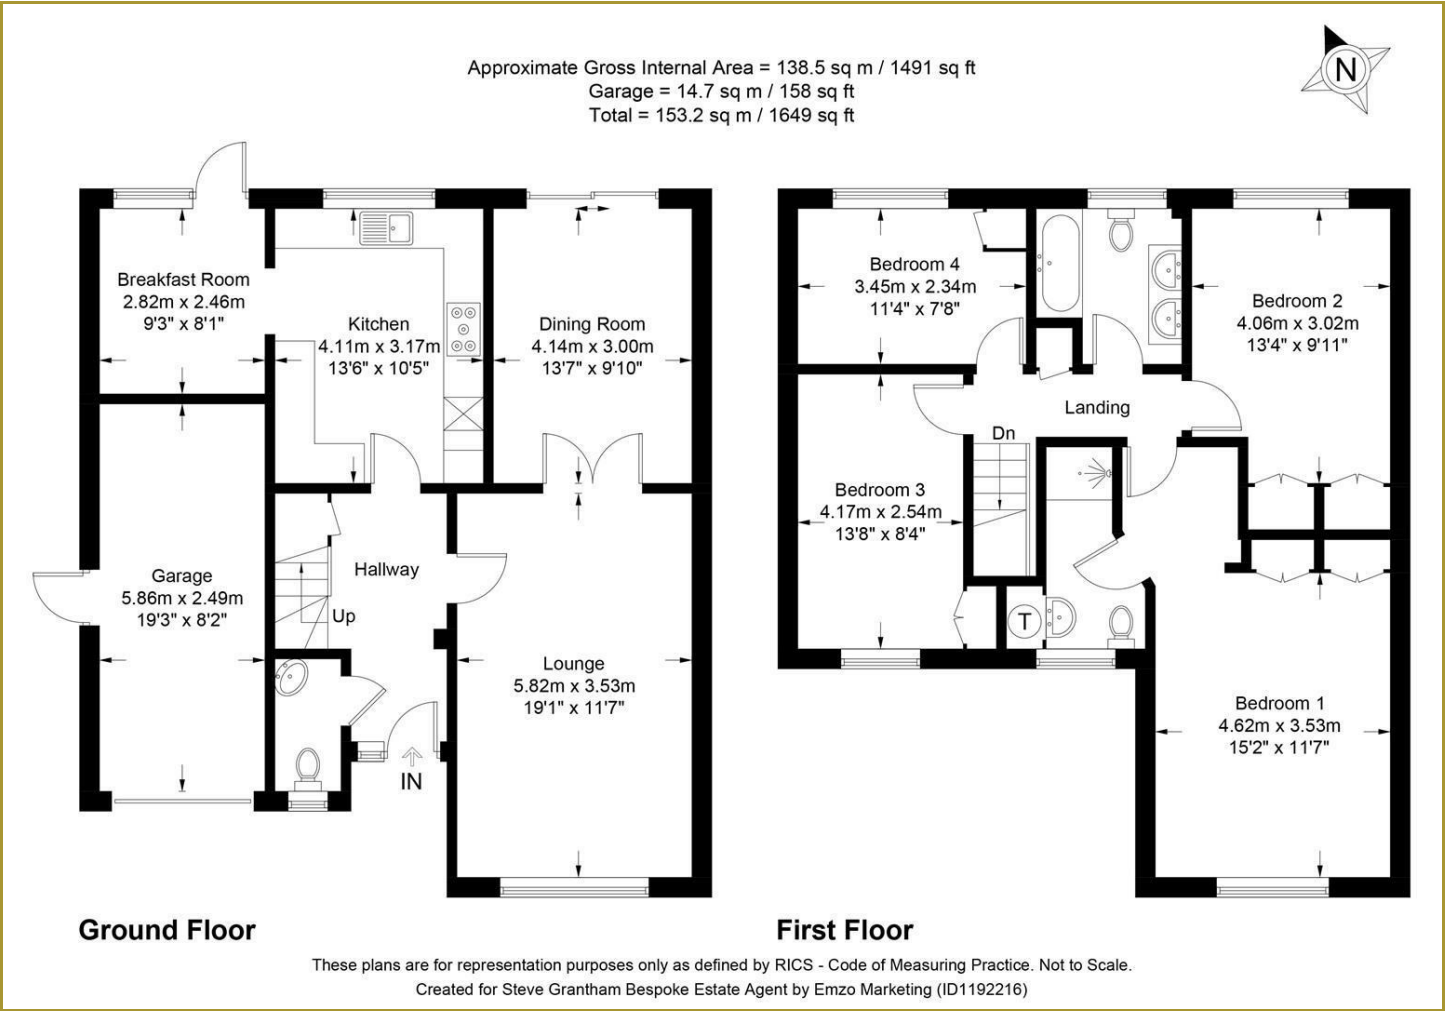 Approximate Gross Internal Area = 138.5 sq m / 1491 sq ft
Garage = 14.7 sq m / 158 sq ft
Total = 153.2 sq m / 1649 sq ft
N
Breakfast Room
2.82m x 2.46m
9'3" x 8'1"
Kitchen
4.11m x 3.17m
13'6" x 10'5"
Dining Room
4.14m x 3.00m
13'7" x 9'10"
Garage
5.86m x 2.49m
19'3" x 8'2"
Hallway
Up
Lounge
5.82m x 3.53m
19'1" x 11'7"
IN
Ground Floor
Bedroom 4
3.45m x 2.34m
11'4" x 7'8"
Bedroom 2
4.06m x 3.02m
13'4" x 9'11"
Landing
Dn
Bedroom 3
4.17m x 2.54m
13'8" x 8'4"
T
Bedroom 1
4.62m x 3.53m
15'2" x 11'7"
First Floor
These plans are for representation purposes only as defined by RICS - Code of Measuring Practice. Not to Scale.
Created for Steve Grantham Bespoke Estate Agent by Emzo Marketing (ID1192216)